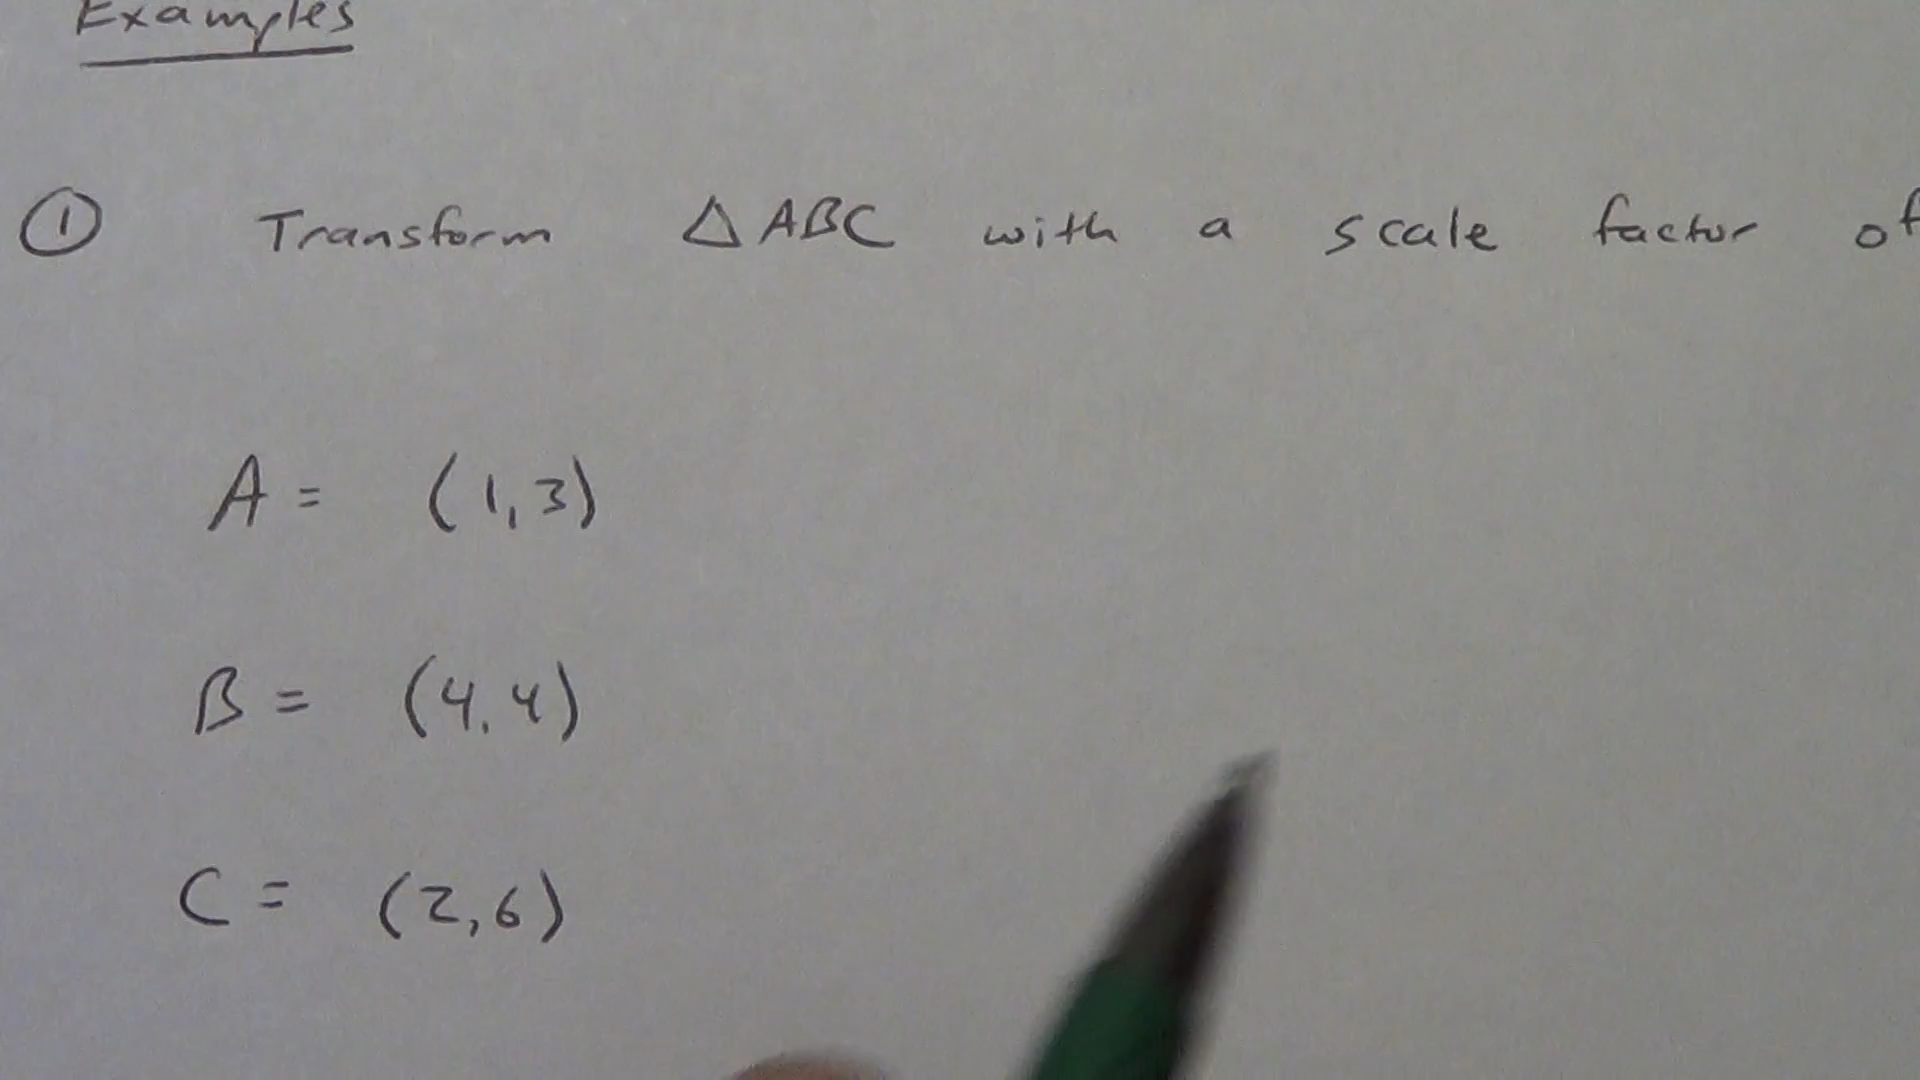 Examples
① Transform △ABC with a scale factor of
A = (1,3)
B = (4,4)
C = (2,6)